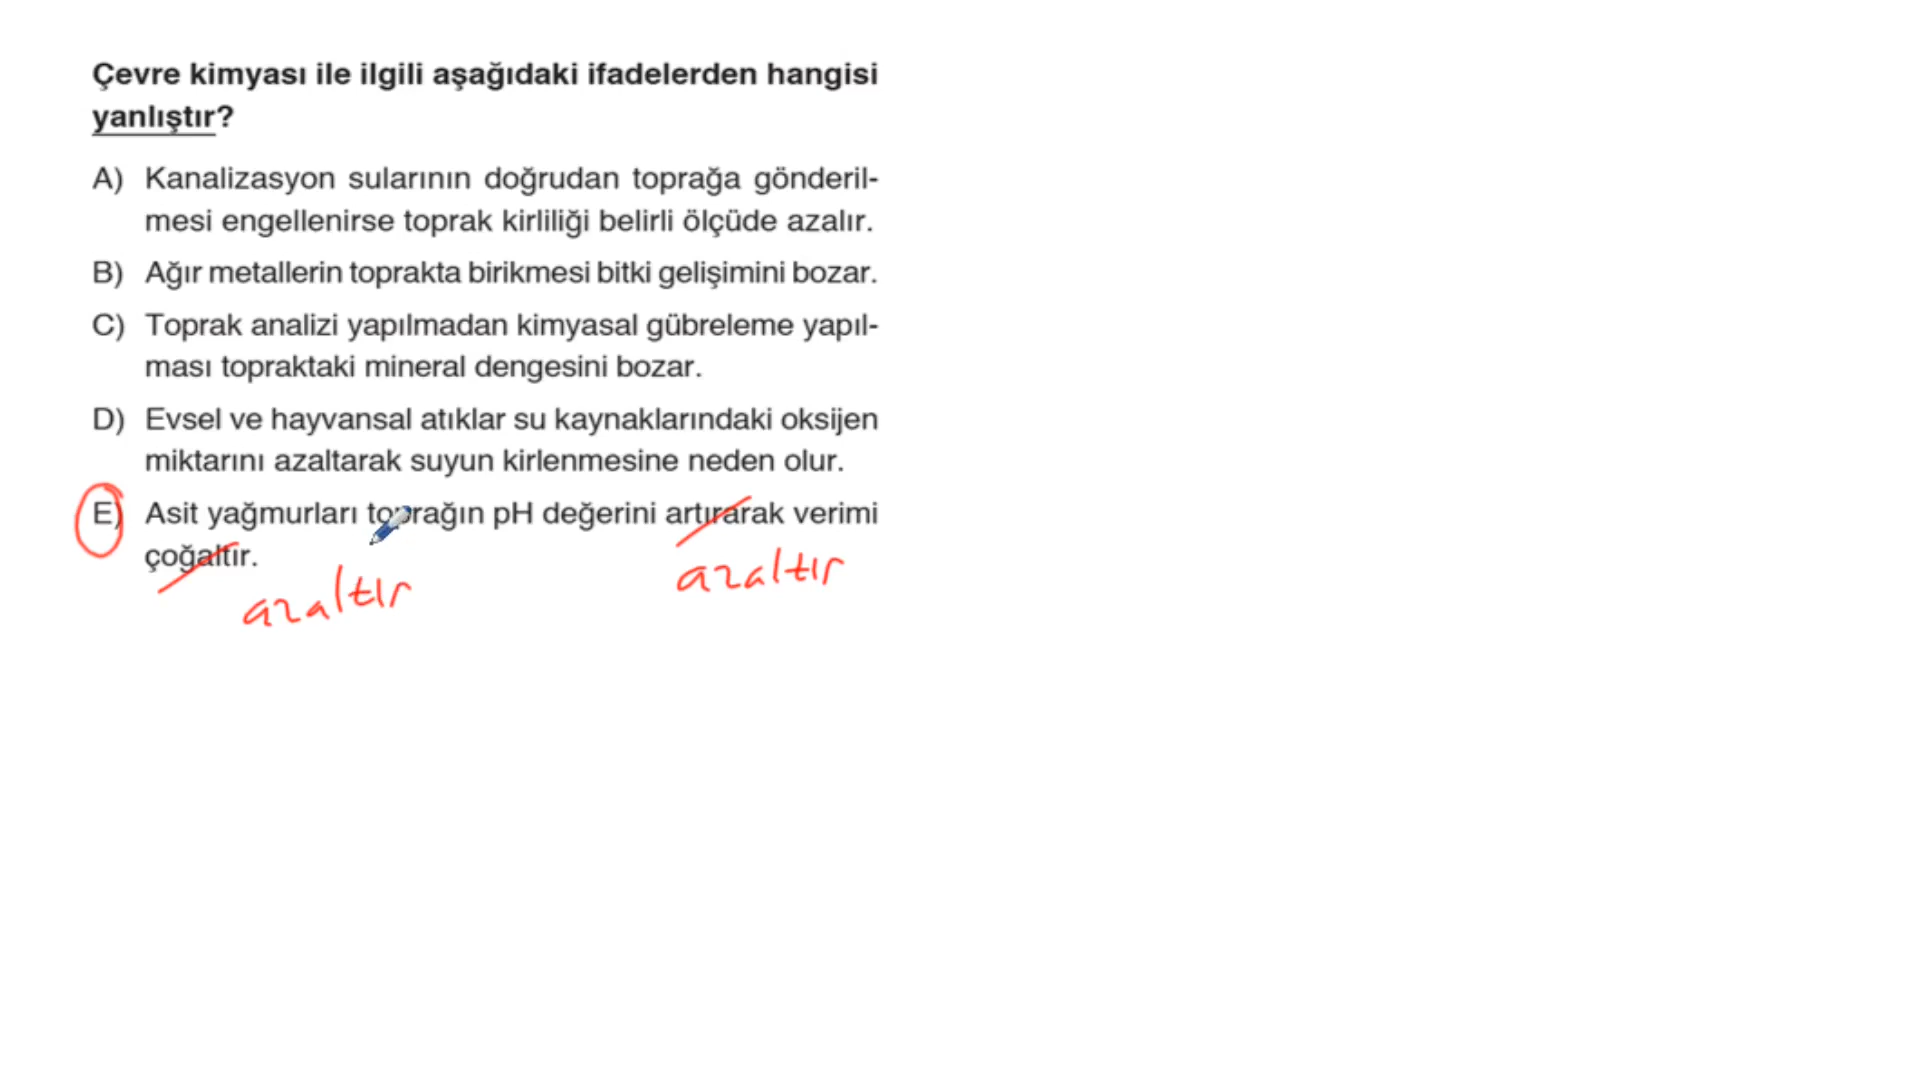 Çevre kimyası ile ilgili aşağıdaki ifadelerden hangisi
yanlıştır?
A) Kanalizasyon sularının doğrudan toprağa gönderil-
mesi engellenirse toprak kirliliği belirli ölçüde azalır.
B) Ağır metallerin toprakta birikmesi bitki gelişimini bozar.
C) Toprak analizi yapılmadan kimyasal gübreleme yapıl-
ması topraktaki mineral dengesini bozar.
D) Evsel ve hayvansal atıklar su kaynaklarındaki oksijen
miktarını azaltarak suyun kirlenmesine neden olur.
E) Asit yağmurları toprağın pH değerini artırarak verimi
çoğaltır.
azaltır
azaltır